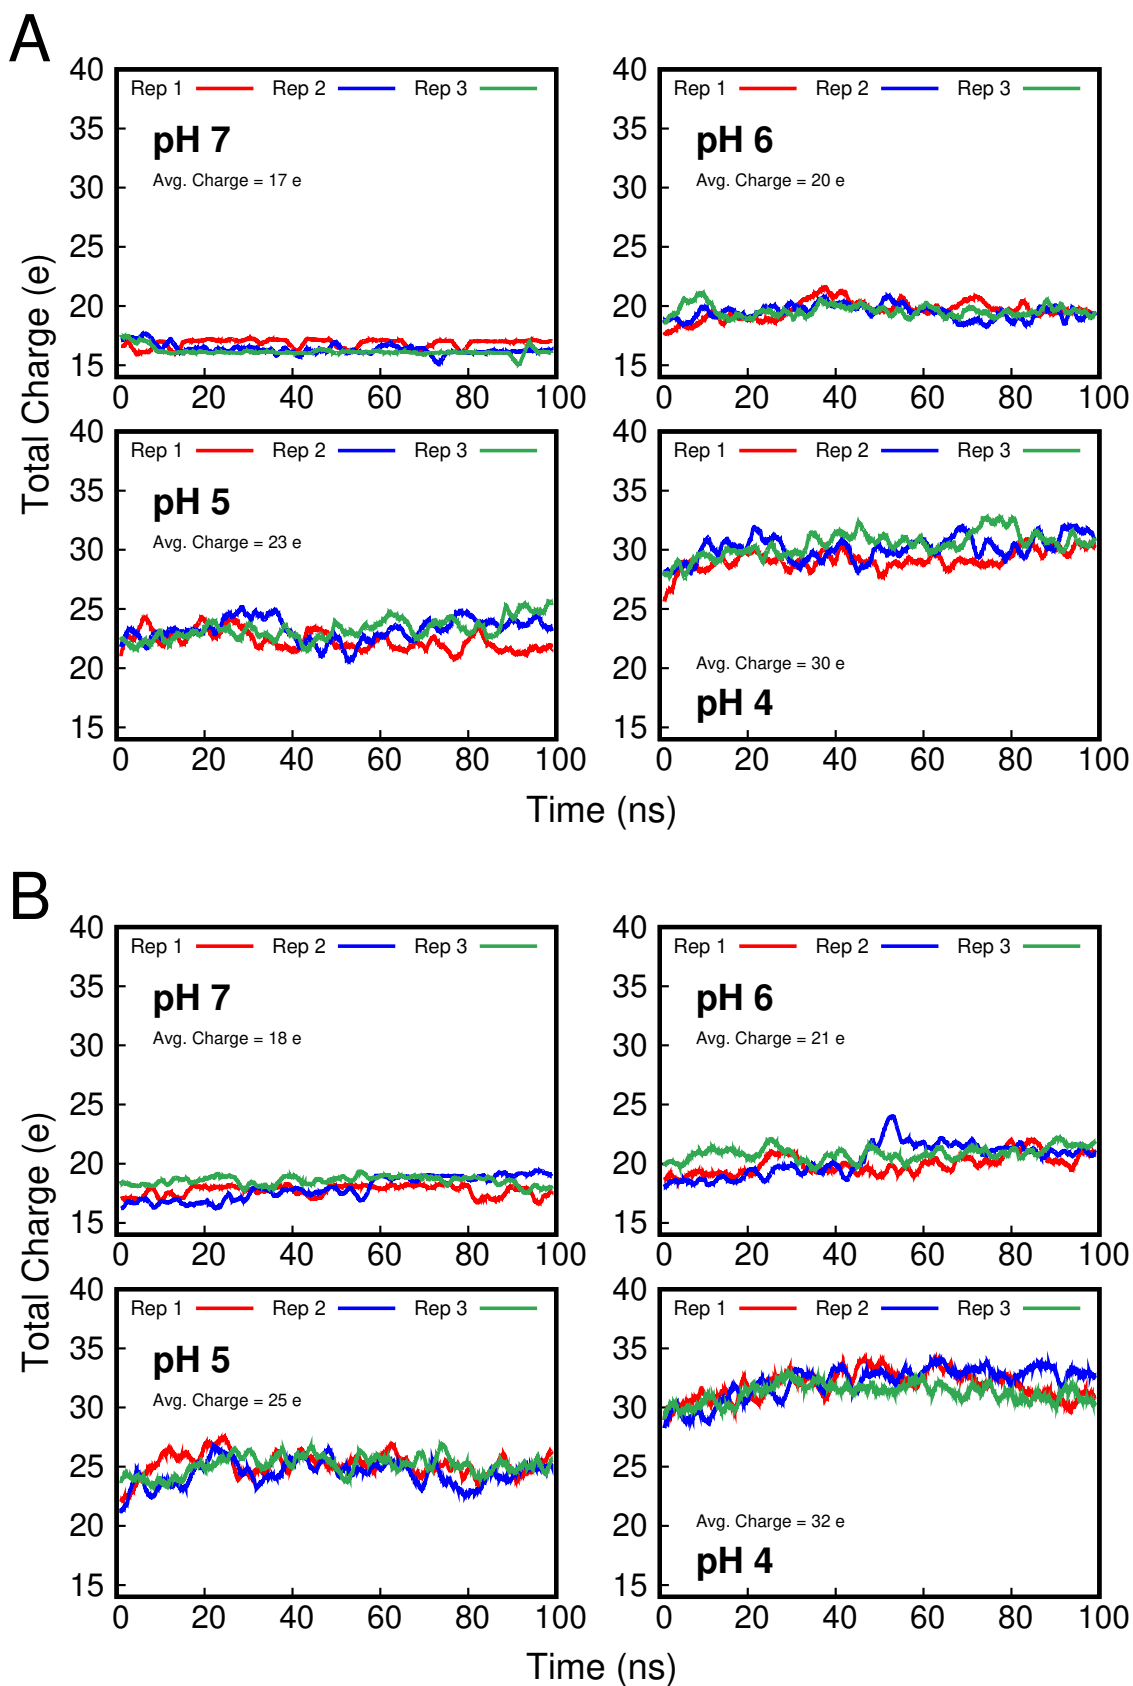 A
Total Charge (e)
40
35
30
25
20
15
Rep 1 Rep 2 Rep 3
pH 7
Avg. Charge = 17 e
0 20 40 60 80 100
40
35
30
25
20
15
Rep 1 Rep 2 Rep 3
pH 6
Avg. Charge = 20 e
0 20 40 60 80 100
40
35
30
25
20
15
Rep 1 Rep 2 Rep 3
pH 5
Avg. Charge = 23 e
0 20 40 60 80 100
40
35
30
25
20
15
Rep 1 Rep 2 Rep 3
Avg. Charge = 30 e
pH 4
0 20 40 60 80 100
Time (ns)
B
Total Charge (e)
40
35
30
25
20
15
Rep 1 Rep 2 Rep 3
pH 7
Avg. Charge = 18 e
0 20 40 60 80 100
40
35
30
25
20
15
Rep 1 Rep 2 Rep 3
pH 6
Avg. Charge = 21 e
0 20 40 60 80 100
40
35
30
25
20
15
Rep 1 Rep 2 Rep 3
pH 5
Avg. Charge = 25 e
0 20 40 60 80 100
40
35
30
25
20
15
Rep 1 Rep 2 Rep 3
Avg. Charge = 32 e
pH 4
0 20 40 60 80 100
Time (ns)